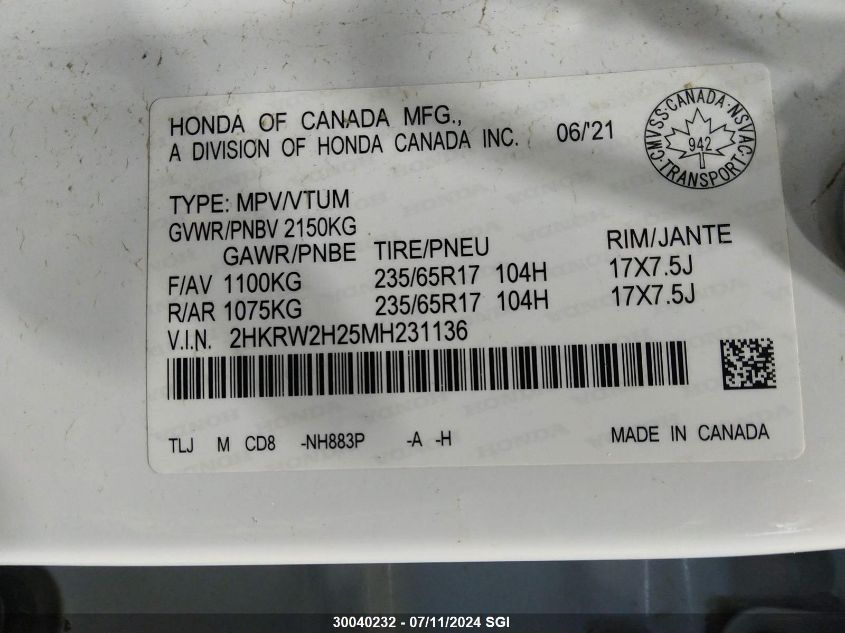 HONDA OF CANADA MFG.,
A DIVISION OF HONDA CANADA INC. 06/'21
CMVSS·CANADA·NSVAC·TRANSPORT·
942
TYPE: MPV/VTUM
GVWR/PNBV 2150KG
GAWR/PNBE TIRE/PNEU RIM/JANTE
F/AV 1100KG 235/65R17 104H 17X7.5J
R/AR 1075KG 235/65R17 104H 17X7.5J
V.I.N. 2HKRW2H25MH231136
TLJ M CD8 -NH883P -A -H MADE IN CANADA
30040232 - 07/11/2024 SGI